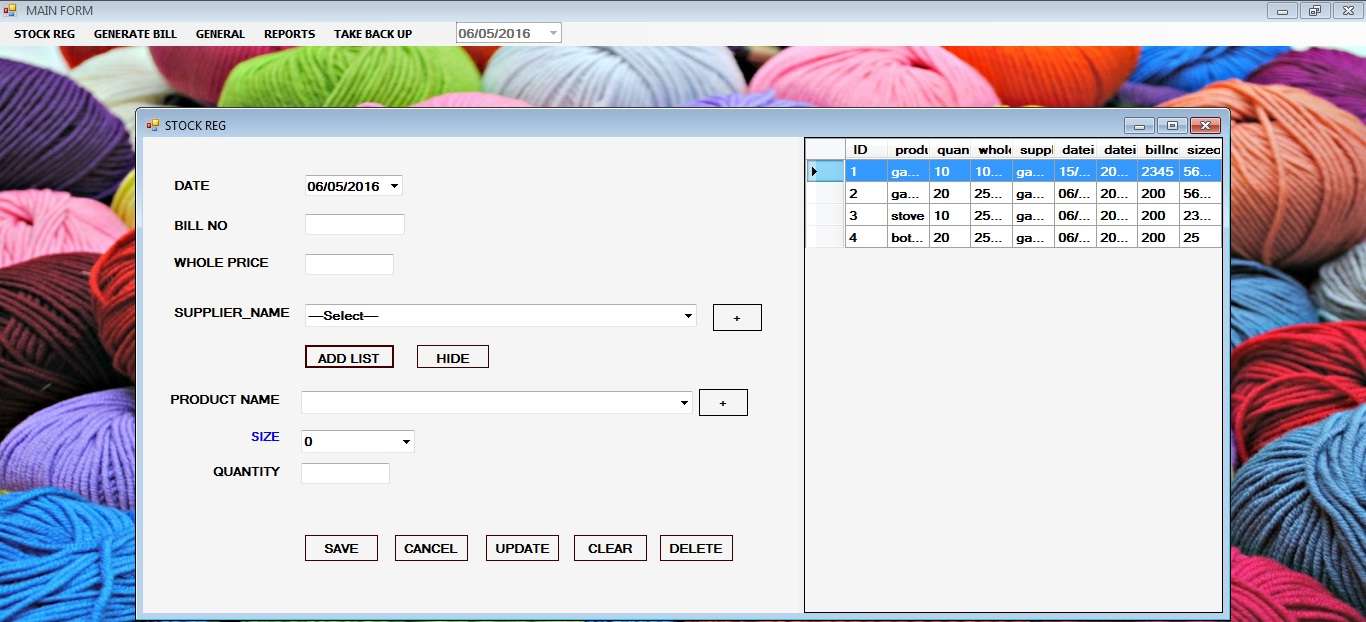 MAIN FORM
STOCK REG GENERATE BILL GENERAL REPORTS TAKE BACK UP 06/05/2016
STOCK REG
DATE 06/05/2016
BILL NO
WHOLE PRICE
SUPPLIER_NAME ---Select--- +
ADD LIST HIDE
PRODUCT NAME +
SIZE 0
QUANTITY
SAVE CANCEL UPDATE CLEAR DELETE
ID produ quan whole suppl datei datei billno sizeo
1 ga... 10 10... ga... 15/... 20... 2345 56...
2 ga... 20 25... ga... 06/... 20... 200 56...
3 stove 10 25... ga... 06/... 20... 200 23...
4 bot... 20 25... ga... 06/... 20... 200 25